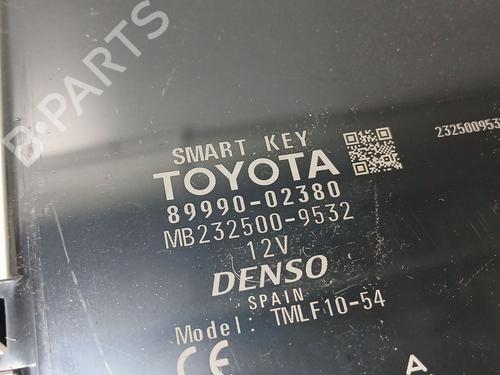 B-PARTS
SMART KEY
TOYOTA
89990-02380
MB232500-9532
12V
DENSO
SPAIN
Model: TMLF10-54
CE
A